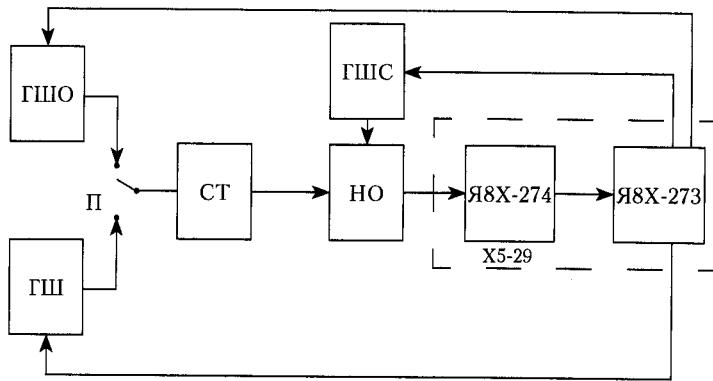 ГШО
ГШС
П
СТ
НО
Я8Х-274
Я8Х-273
Х5-29
ГШ